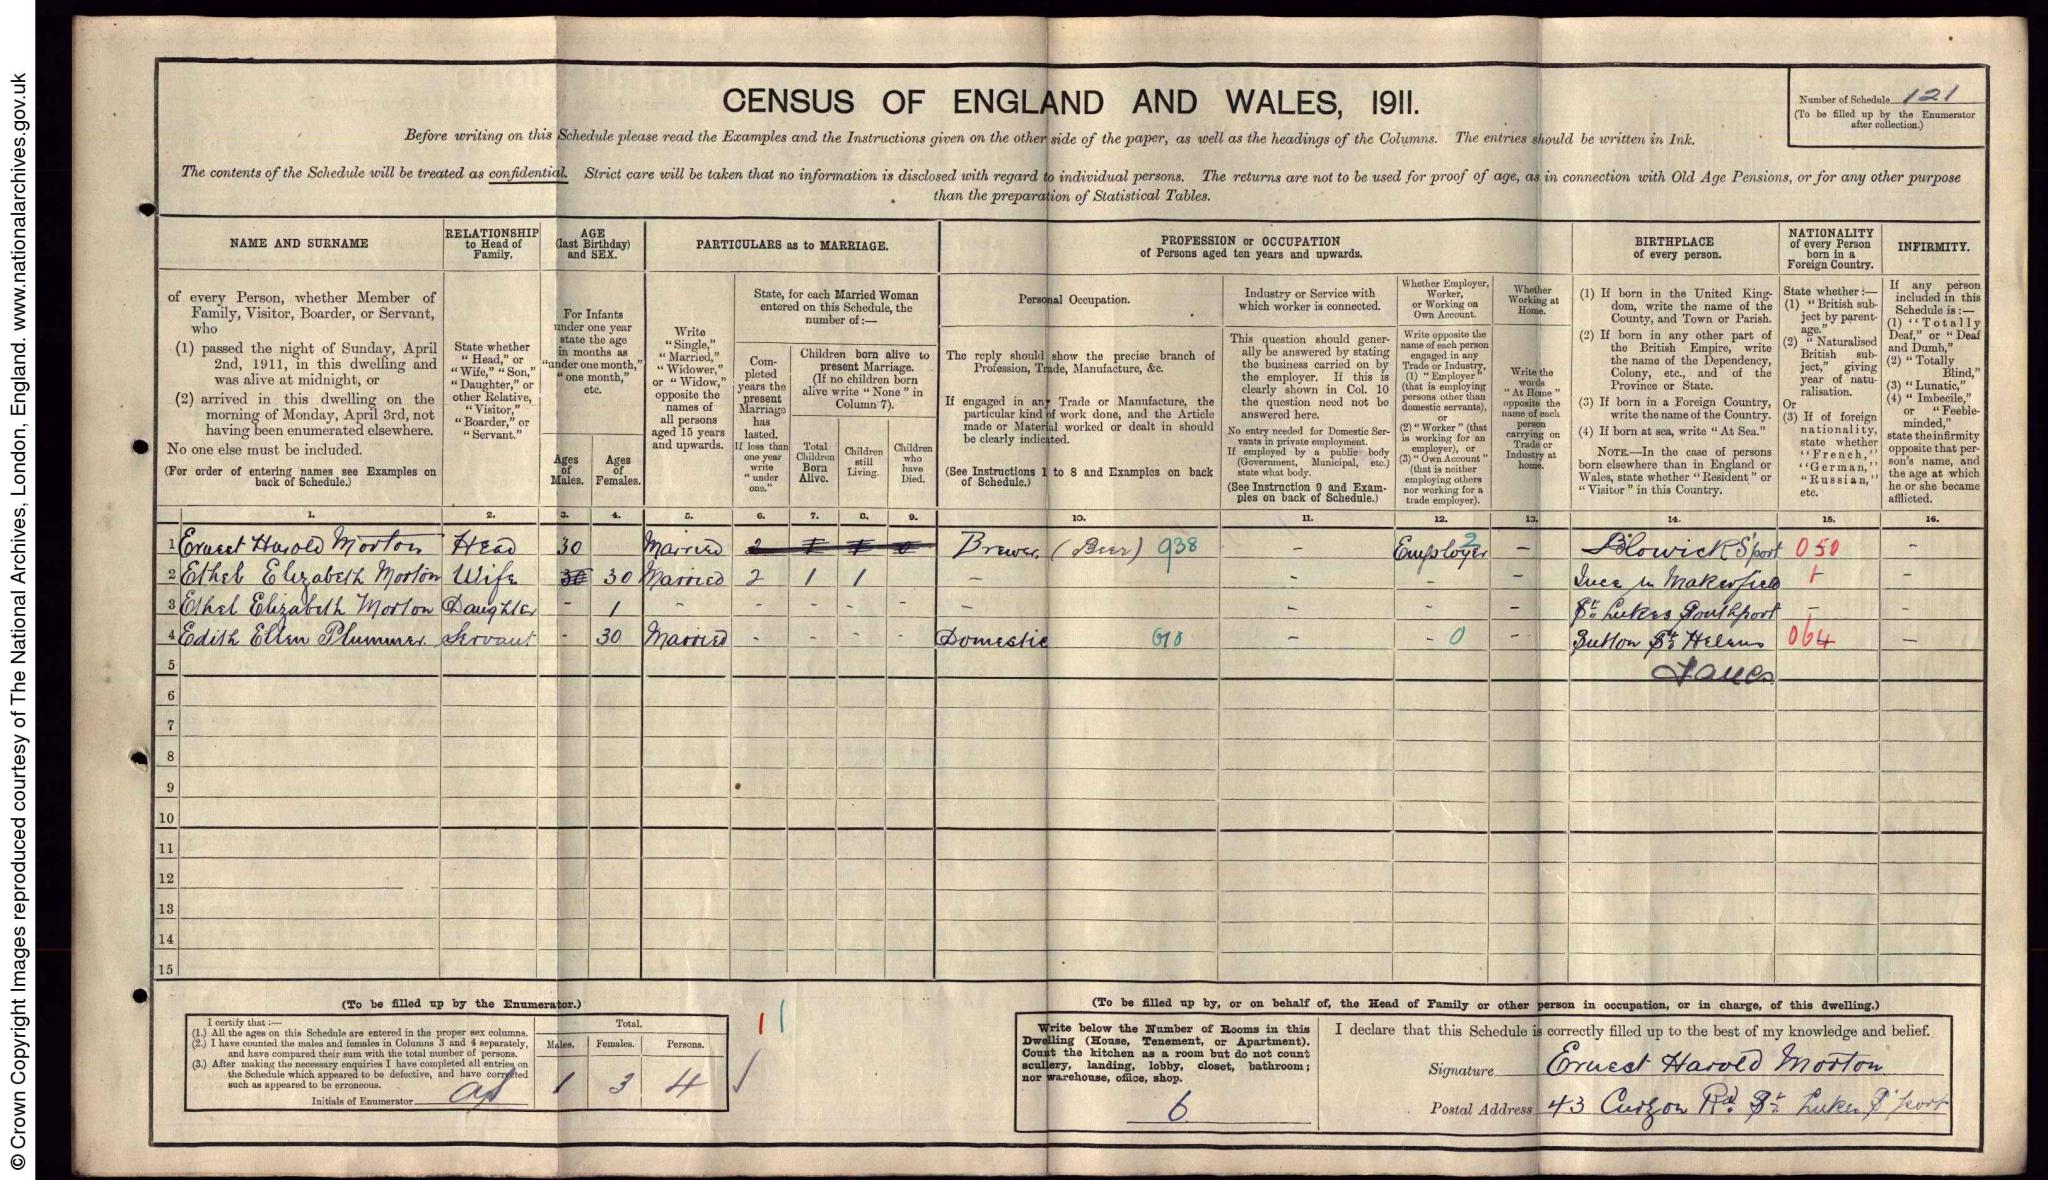 © Crown Copyright Images reproduced courtesy of The National Archives, London, England. www.nationalarchives.gov.uk
CENSUS OF ENGLAND AND WALES, 1911.
Number of Schedule 121
(To be filled up by the Enumerator
after collection.)
Before writing on this Schedule please read the Examples and the Instructions given on the other side of the paper, as well as the headings of the Columns. The entries should be written in Ink.
The contents of the Schedule will be treated as confidential. Strict care will be taken that no information is disclosed with regard to individual persons. The returns are not to be used for proof of age, as in connection with Old Age Pensions, or for any other purpose
than the preparation of Statistical Tables.
NAME AND SURNAME
of every Person, whether Member of
Family, Visitor, Boarder, or Servant,
who
(1) passed the night of Sunday, April
2nd, 1911, in this dwelling and
was alive at midnight, or
(2) arrived in this dwelling on the
morning of Monday, April 3rd, not
having been enumerated elsewhere.
No one else must be included.
(For order of entering names see Examples on
back of Schedule.)
RELATIONSHIP
to Head of
Family.
State whether
"Head," or
"Wife," "Son,"
"Daughter," or
other Relative,
"Visitor,"
"Boarder," or
"Servant."
AGE
(last Birthday)
and SEX.
For Infants
under one year
state the age
in months as
"under one month,"
"one month,"
etc.
Ages
of
Males.
Ages
of
Females.
PARTICULARS as to MARRIAGE.
Write
"Single,"
"Married,"
"Widower,"
or "Widow,"
opposite the
names of
all persons
aged 15 years
and upwards.
State, for each Married Woman
entered on this Schedule, the
number of:—
Com-
pleted
years the
present
Marriage
has
lasted.
If less than
one year
write
"under
one."
Children born alive to
present Marriage.
(If no children born
alive write "None" in
Column 7).
Total
Children
Born
Alive.
Children
still
Living.
Children
who
have
Died.
PROFESSION or OCCUPATION
of Persons aged ten years and upwards.
Personal Occupation.
The reply should show the precise branch of
Profession, Trade, Manufacture, &c.
If engaged in any Trade or Manufacture, the
particular kind of work done, and the Article
made or Material worked or dealt in should
be clearly indicated.
(See Instructions 1 to 8 and Examples on back
of Schedule.)
Industry or Service with
which worker is connected.
This question should gener-
ally be answered by stating
the business carried on by
the employer. If this is
clearly shown in Col. 10
the question need not be
answered here.
No entry needed for Domestic Ser-
vants in private employment.
If employed by a public body
(Government, Municipal, etc.)
state what body.
(See Instruction 9 and Exam-
ples on back of Schedule.)
Whether Employer,
Worker,
or Working on
Own Account.
Write opposite the
name of each person
engaged in any
Trade or Industry,
(1) "Employer"
(that is employing
persons other than
domestic servants),
or
(2) "Worker" (that
is working for an
employer), or
(3) "Own Account"
(that is neither
employing others
nor working for a
trade employer).
Whether
Working at
Home.
Write the
words
"At Home"
opposite the
name of each
person
carrying on
Trade or
Industry at
home.
BIRTHPLACE
of every person.
(1) If born in the United King-
dom, write the name of the
County, and Town or Parish.
(2) If born in any other part of
the British Empire, write
the name of the Dependency,
Colony, etc., and of the
Province or State.
(3) If born in a Foreign Country,
write the name of the Country.
(4) If born at sea, write "At Sea."
NOTE.—In the case of persons
born elsewhere than in England or
Wales, state whether "Resident" or
"Visitor" in this Country.
NATIONALITY
of every Person
born in a
Foreign Country.
State whether:—
(1) "British sub-
ject by parent-
age."
(2) "Naturalised
British sub-
ject," giving
year of natu-
ralisation.
Or
(3) If of foreign
nationality,
state whether
"French,"
"German,"
"Russian,"
etc.
INFIRMITY.
If any person
included in this
Schedule is:—
(1) "Totally
Deaf," or "Deaf
and Dumb,"
(2) "Totally
Blind,"
(3) "Lunatic,"
(4) "Imbecile,"
or "Feeble-
minded,"
state the infirmity
opposite that per-
son's name, and
the age at which
he or she became
afflicted.
1. 2. 3. 4. 5. 6. 7. 8. 9. 10. 11. 12. 13. 14. 15. 16.
1 Ernest Harold Morton Head 30 Married 2 1 1 0 Brewer (Beer) 938 - Employer 2 - Blowick S'port 050
2 Ethel Elizabeth Morton Wife 30 30 Married 2 1 1 - - - - Ince in Makerfield 1 -
3 Ethel Elizabeth Morton Daughter - 1 - - - - - - - - St Lukes Southport - -
4 Edith Ellen Plummer Servant - 30 Married - - - Domestic 010 - - 0 - Sutton St Helens 064 -
5 Lancs
6
7
8
9
10
11
12
13
14
15
(To be filled up by the Enumerator.)
I certify that:—
(1.) All the ages on this Schedule are entered in the proper sex columns.
(2.) I have counted the males and females in Columns 3 and 4 separately,
and have compared their sum with the total number of persons.
(3.) After making the necessary enquiries I have completed all entries on
the Schedule which appeared to be defective, and have corrected
such as appeared to be erroneous.
Initials of Enumerator
Total.
Males. Females. Persons.
1 3 4
(To be filled up by, or on behalf of, the Head of Family or other person in occupation, or in charge, of this dwelling.)
Write below the Number of Rooms in this
Dwelling (House, Tenement, or Apartment).
Count the kitchen as a room but do not count
scullery, landing, lobby, closet, bathroom;
nor warehouse, office, shop.
6
I declare that this Schedule is correctly filled up to the best of my knowledge and belief.
Signature Ernest Harold Morton
Postal Address 43 Curzon Rd. St Lukes S'port